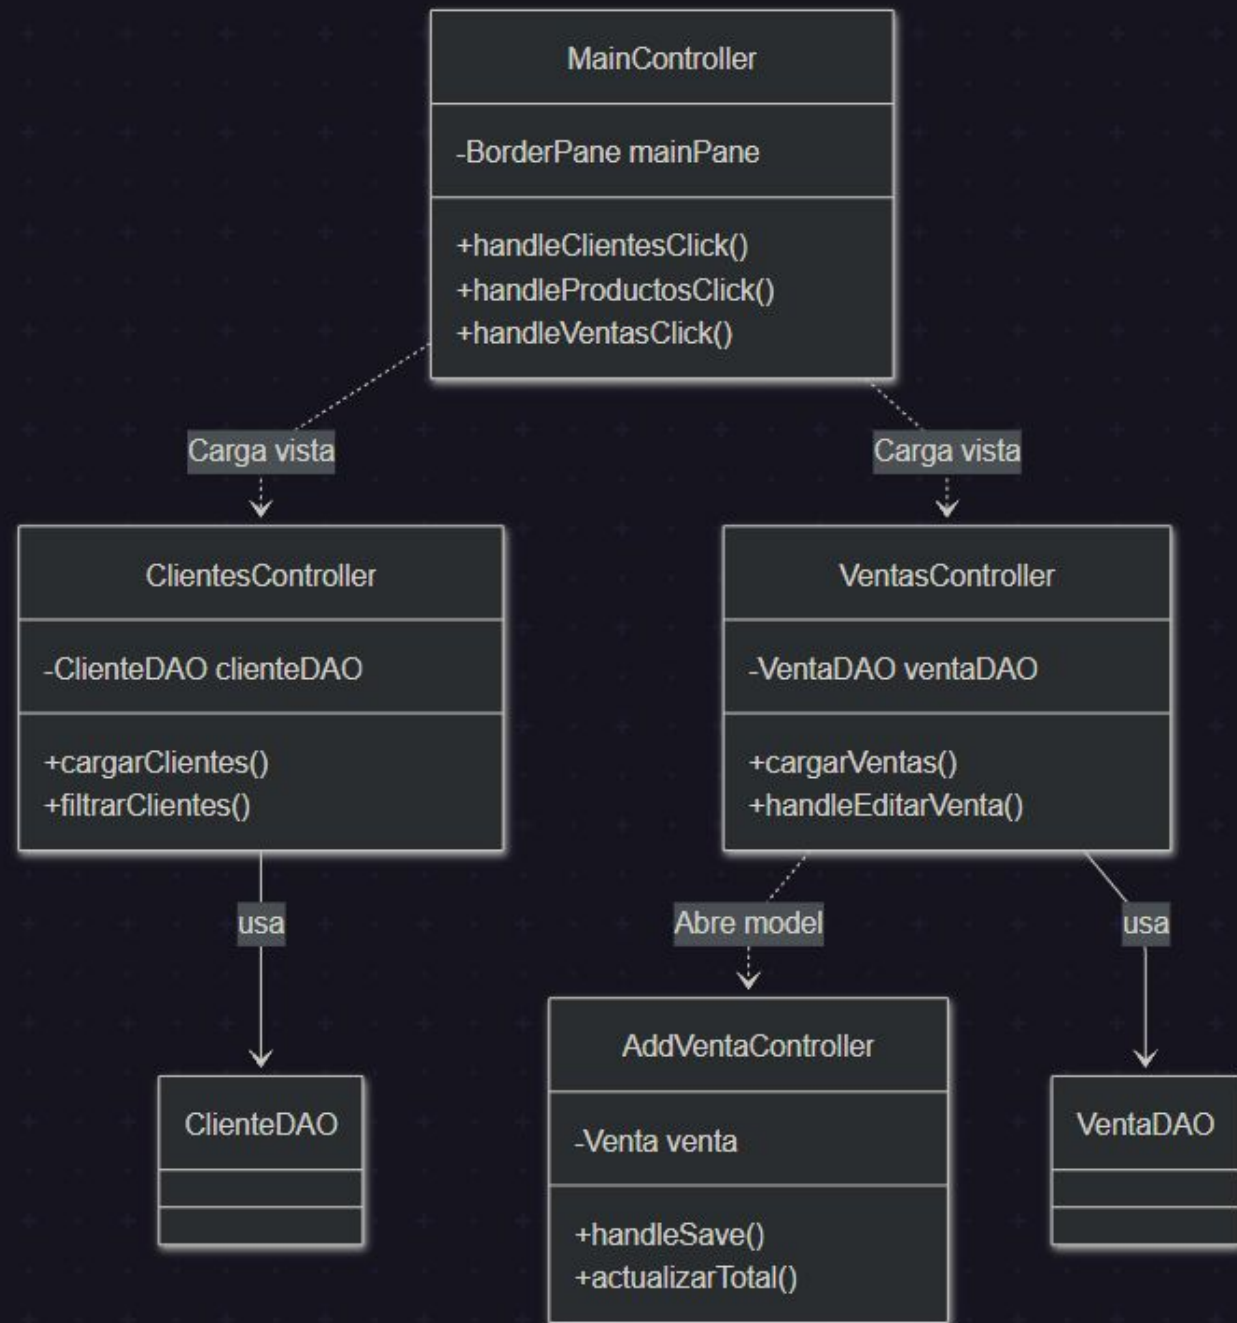 MainController
-BorderPane mainPane
+handleClientesClick()
+handleProductosClick()
+handleVentasClick()
Carga vista
Carga vista
ClientesController
-ClienteDAO clienteDAO
+cargarClientes()
+filtrarClientes()
VentasController
-VentaDAO ventaDAO
+cargarVentas()
+handleEditarVenta()
usa
Abre model
usa
ClienteDAO
AddVentaController
-Venta venta
+handleSave()
+actualizarTotal()
VentaDAO